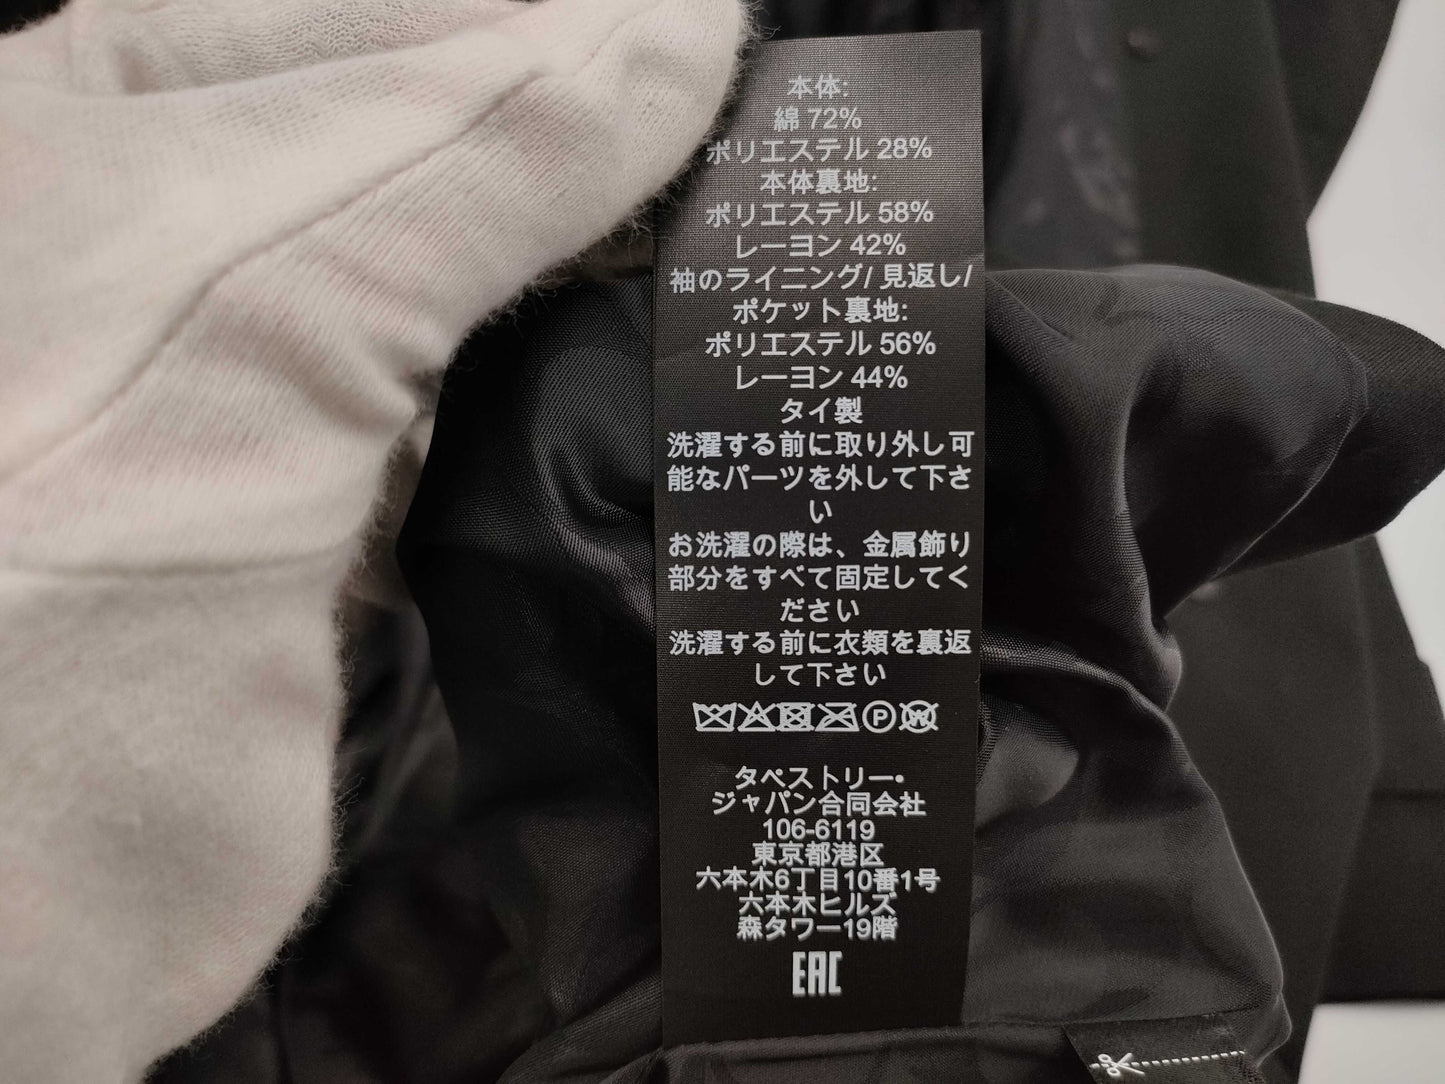 本体:
綿 72%
ポリエステル 28%
本体裏地:
ポリエステル 58%
レーヨン 42%
袖のライニング/ 見返し/
ポケット裏地:
ポリエステル 56%
レーヨン 44%
タイ製
洗濯する前に取り外し可
能なパーツを外して下さ
い
お洗濯の際は、金属飾り
部分をすべて固定してく
ださい
洗濯する前に衣類を裏返
して下さい
P W
タペストリー・
ジャパン合同会社
106-6119
東京都港区
六本木6丁目10番1号
六本木ヒルズ
森タワー19階
EAC